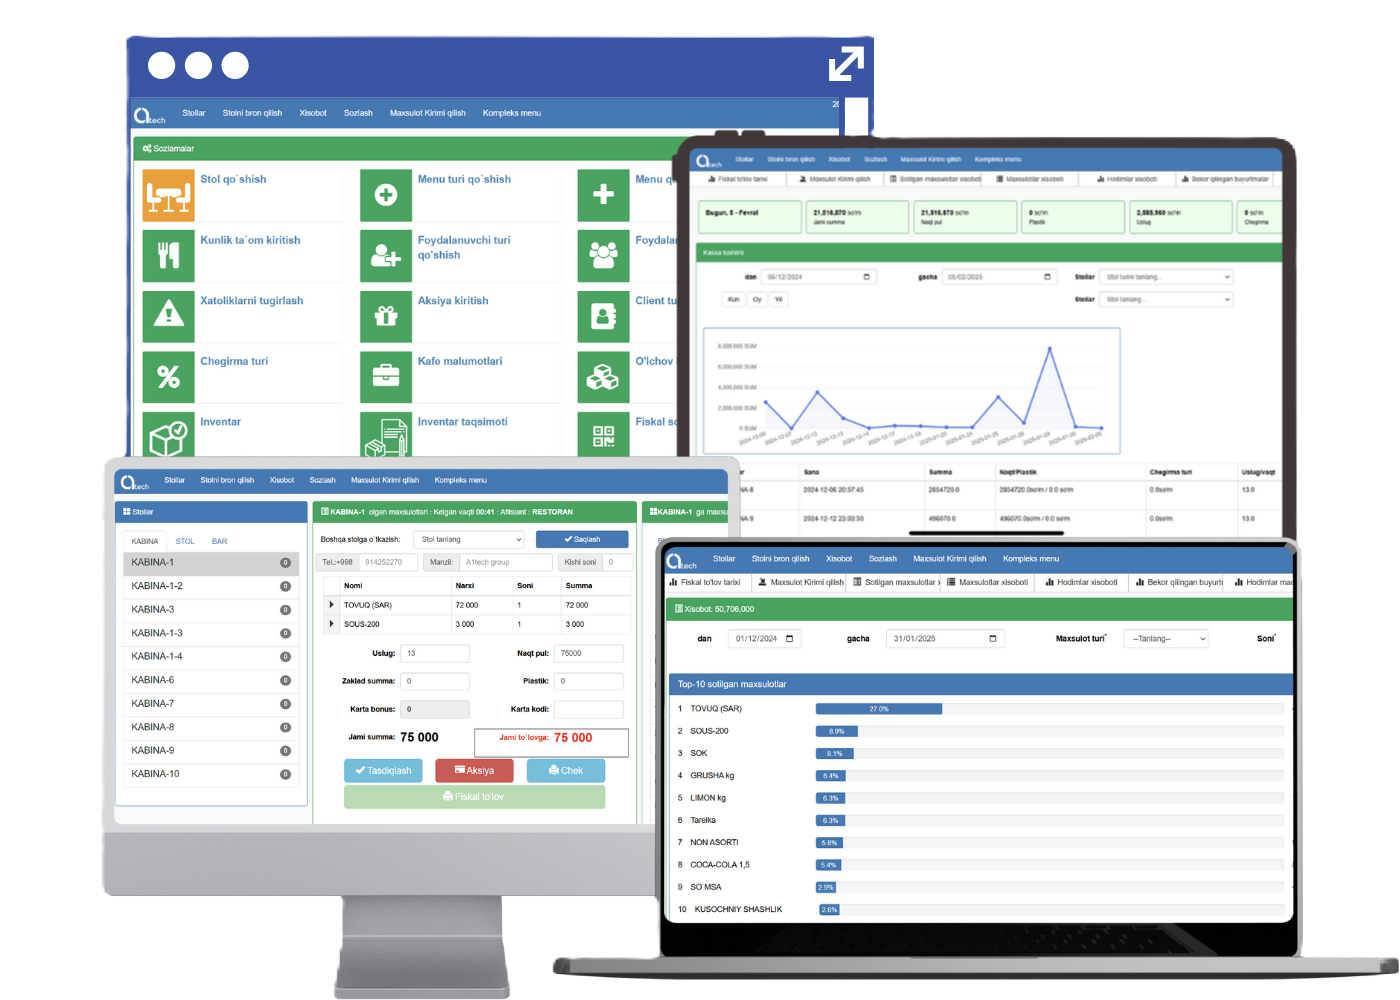 Atech
Stollar Stolni bron qilish Xisobot Sozlash Maxsulot Kirimi qilish Kompleks menu
Sozlamalar
Stol qo`shish
Menu turi qo`shish
Kunlik ta`om kiritish
Foydalanuvchi turi
qo'shish
Xatoliklarni tugirlash
Aksiya kiritish
Chegirma turi
Kafe malumotlari
O'lchov
Inventar
Inventar taqsimoti
Atech
Stollar Stolni bron qilish Xisobot Sozlash Maxsulot Kirimi qilish Kompleks menu
Fiskal to'lov tarixi Maxsulot Kirimi qilish Sotilgan maxsulotlar xisoboti Maxsulotlar xisoboti Hodimlar xisoboti Bekor qilingan buyurtmalar
Bugun, 5 - Fevral
21,516,870 so'm
Jami summa
21,516,870 so'm
Naqt pul
0 so'm
Plastik
2,585,960 so'm
Uslug
0 so'm
Chegirma
Kassa tushimi
dan 06/12/2024 gacha 05/02/2025 Stollar Stol turini tanlang...
Kun Oy Yil Stollar Stol tanlang...
8,000,000 SUM
6,000,000 SUM
4,000,000 SUM
2,000,000 SUM
0 SUM
Sana Summa Naqt/Plastik Chegirma turi Uslug/vaqt
NA-6 2024-12-06 20:57:45 2854720.0 2854720.0so'm / 0.0 so'm 0.0so'm 13.0
NA-9 2024-12-12 23:03:30 496070.0 496070.0so'm / 0.0 so'm 0.0so'm 13.0
Atech
Stollar Stolni bron qilish Xisobot Sozlash Maxsulot Kirimi qilish Kompleks menu
Stollar
KABINA STOL BAR
KABINA-1 0
KABINA-1-2 0
KABINA-3 0
KABINA-1-3 0
KABINA-1-4 0
KABINA-6 0
KABINA-7 0
KABINA-8 0
KABINA-9 0
KABINA-10 0
KABINA-1 olgan maxsulotlari : Kelgan vaqti 00:41 : Afitsiant : RESTORAN
Boshqa stolga o`tkazish: Stol tanlang Saqlash
Tel.:+998 914252270 Manzil: A1tech group Kishi soni 0
Nomi Narxi Soni Summa
TOVUQ (SAR) 72 000 1 72 000
SOUS-200 3 000 1 3 000
Uslug: 13 Naqt pul: 75000
Zaklad summa: 0 Plastik: 0
Karta bonus: 0 Karta kodi:
Jami summa: 75 000 Jami to`lovga: 75 000
Tasdiqlash Aksiya Chek
Fiskal to'lov
KABINA-1 ga maxsu
Atech
Stollar Stolni bron qilish Xisobot Sozlash Maxsulot Kirimi qilish Kompleks menu
Fiskal to'lov tarixi Maxsulot Kirimi qilish Sotilgan maxsulotlar Maxsulotlar xisoboti Hodimlar xisoboti Bekor qilingan buyurt Hodimlar
Xisobot: 50,706,000
dan 01/12/2024 gacha 31/01/2025 Maxsulot turi* --Tanlang-- Soni*
Top-10 sotilgan maxsulotlar
1 TOVUQ (SAR) 27.0%
2 SOUS-200 8.9%
3 SOK 8.1%
4 GRUSHA kg 6.4%
5 LIMON kg 6.3%
6 Tarelka 6.3%
7 NON ASORTI 5.8%
8 COCA-COLA 1,5 5.4%
9 SO`MSA 2.9%
10 KUSOCHNIY SHASHLIK 2.6%